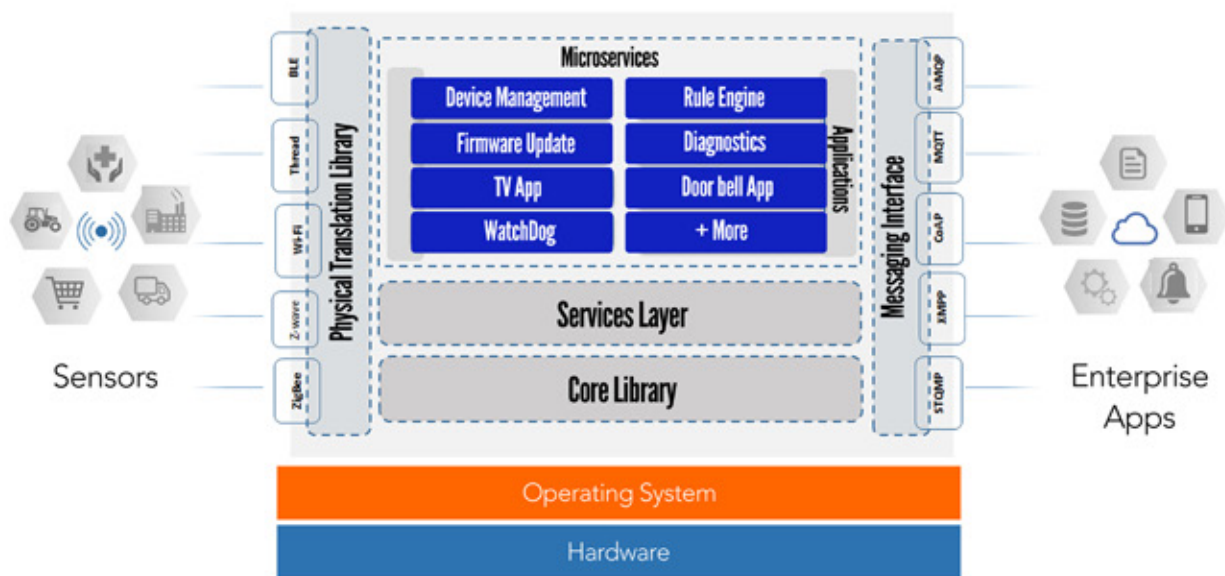 Microservices
BLE
Thread
Wi-Fi
Z-wave
ZigBee
Physical Translation Library
Device Management
Rule Engine
Firmware Update
Diagnostics
TV App
Door bell App
WatchDog
+ More
Applications
Services Layer
Core Library
Messaging Interface
AMQP
MQTT
CoAP
XMPP
STQMP
Sensors
Enterprise
Apps
Operating System
Hardware